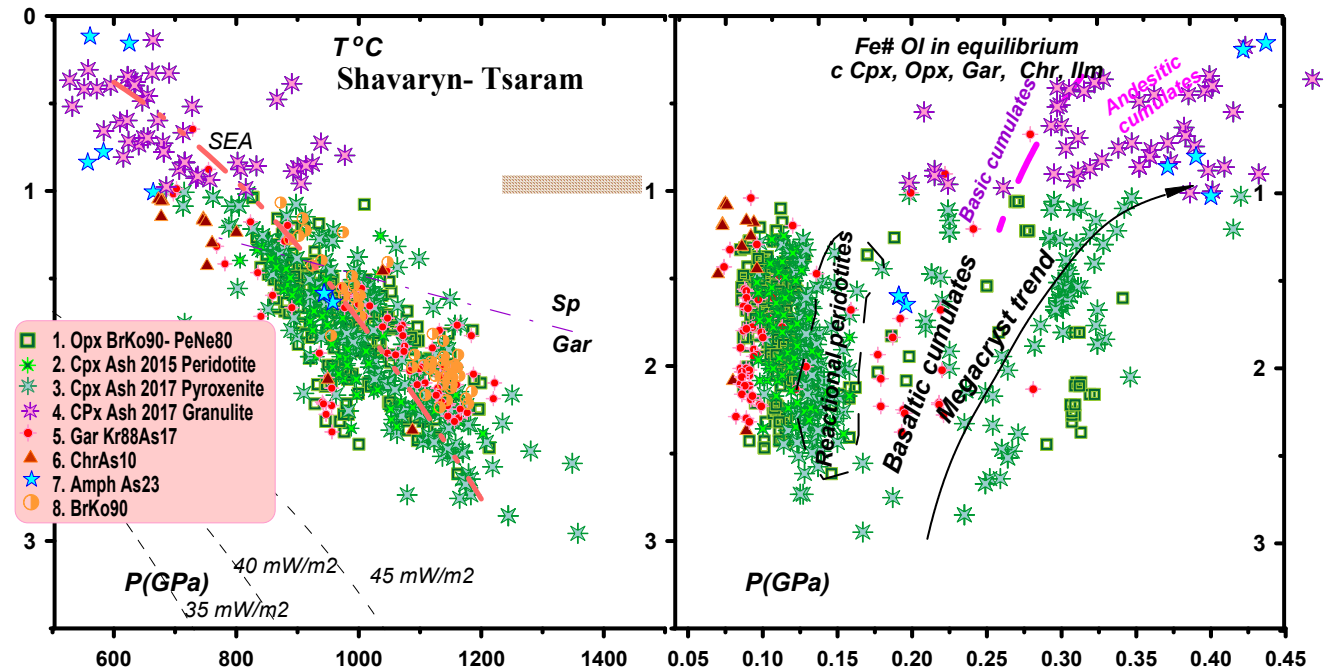 0
T°C
Shavaryn- Tsaram
SEA
1
Sp
Gar
1. Opx BrKo90- PeNe80
2. Cpx Ash 2015 Peridotite
3. Cpx Ash 2017 Pyroxenite
4. CPx Ash 2017 Granulite
5. Gar Kr88As17
6. ChrAs10
7. Amph As23
8. BrKo90
2
3
P(GPa)
35 mW/m2
40 mW/m2
45 mW/m2
600 800 1000 1200 1400
Fe# Ol in equilibrium
c Cpx, Opx, Gar, Chr, Ilm
Basic cumulates
Andesitic
cumulates
Reactional peridotites
Basaltic cumulates
Megacryst trend
1
1
2
2
3
3
P(GPa)
0.05 0.10 0.15 0.20 0.25 0.30 0.35 0.40 0.45